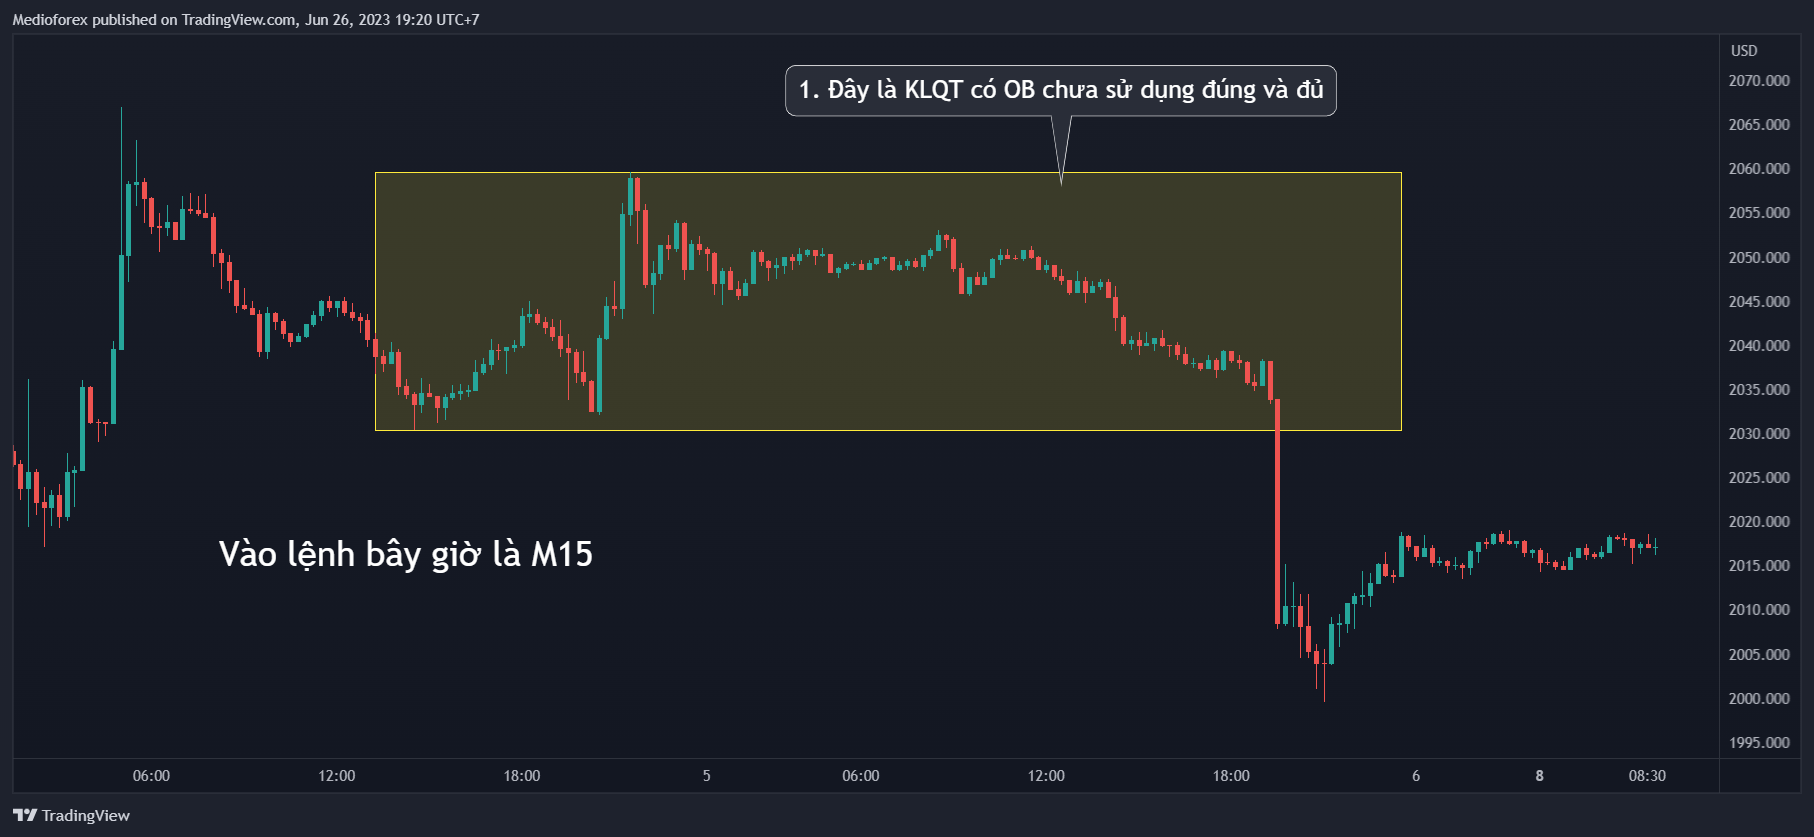 Medioforex published on TradingView.com, Jun 26, 2023 19:20 UTC+7
USD
1. Đây là KLQT có OB chưa sử dụng đúng và đủ
2070.000
2065.000
2060.000
2055.000
2050.000
2045.000
2040.000
2035.000
2030.000
2025.000
2020.000
2015.000
2010.000
2005.000
2000.000
1995.000
Vào lệnh bây giờ là M15
06:00 12:00 18:00 5 06:00 12:00 18:00 6 8 08:30
TradingView